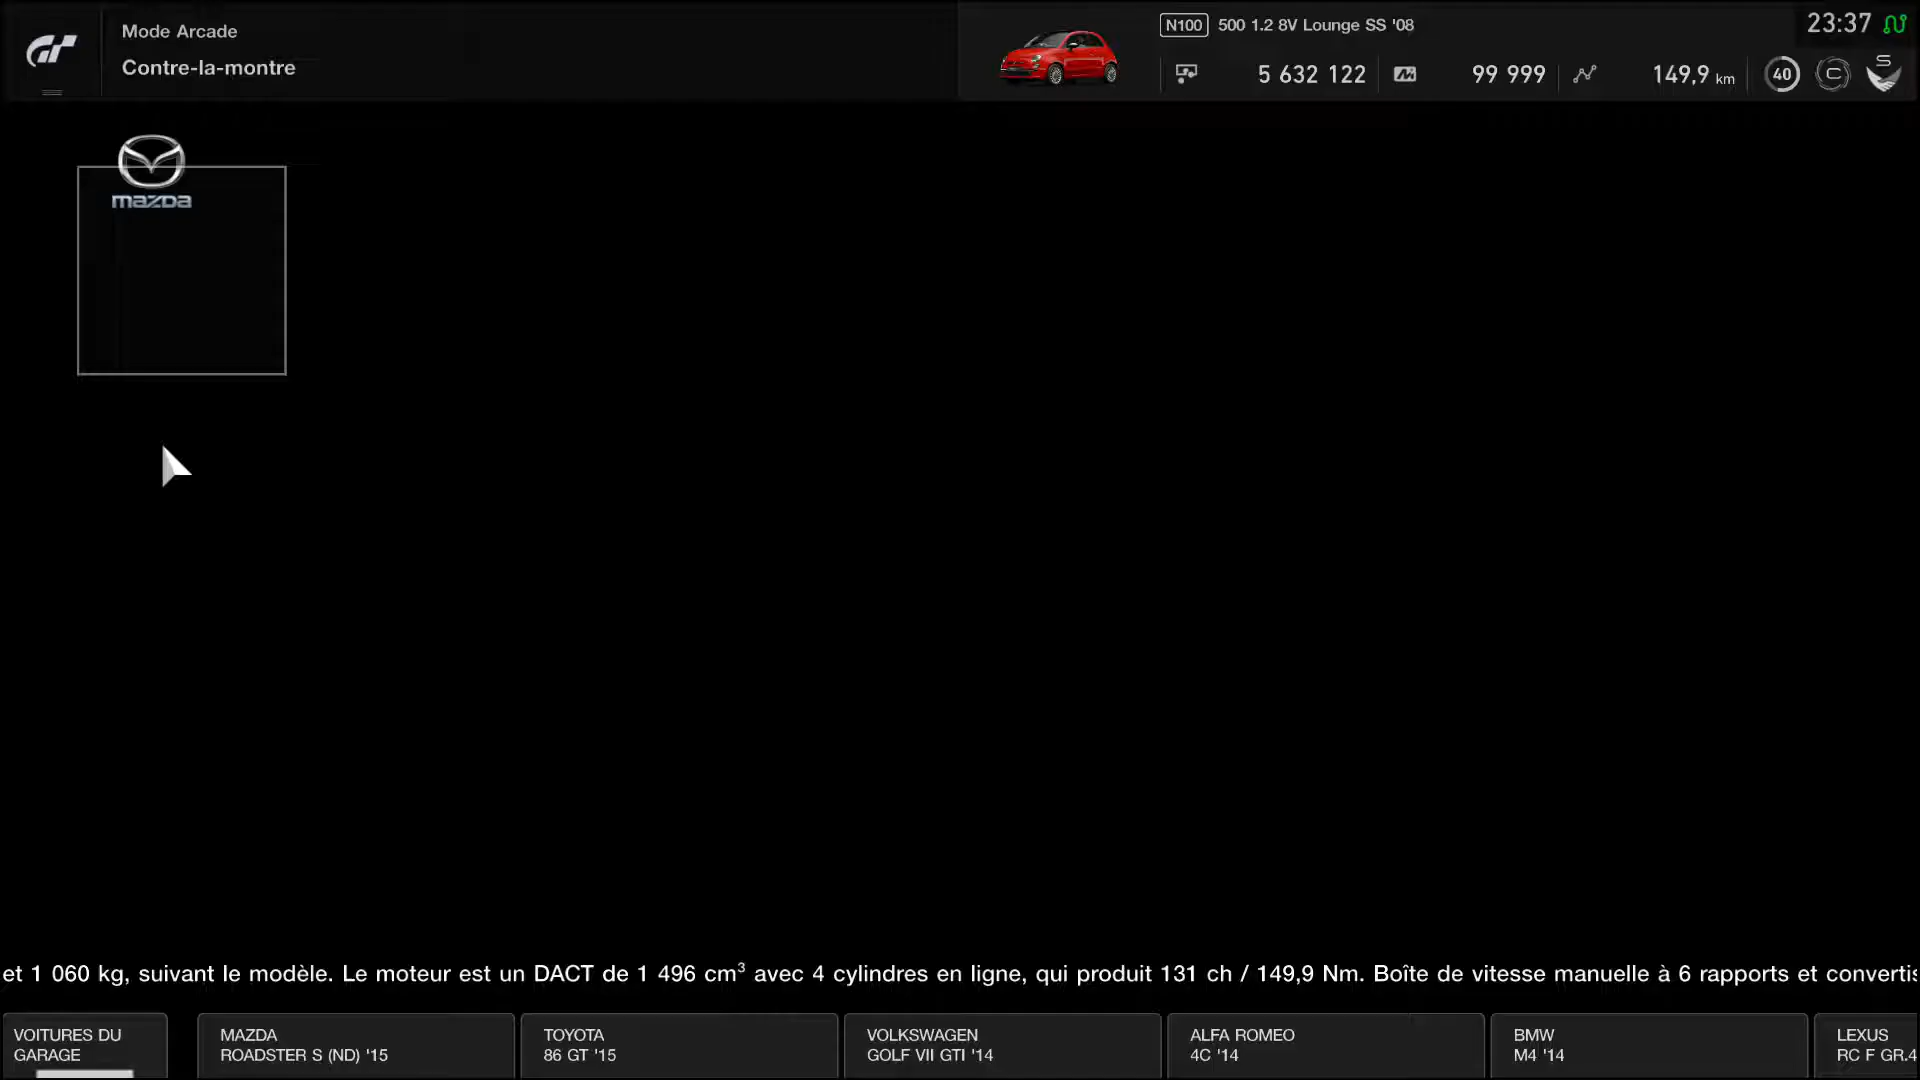 Mode Arcade
Contre-la-montre
N100 500 1.2 8V Lounge SS '08
23:37
5 632 122
99 999
149,9 km
40
C
S
mazda
et 1 060 kg, suivant le modèle. Le moteur est un DACT de 1 496 cm³ avec 4 cylindres en ligne, qui produit 131 ch / 149,9 Nm. Boîte de vitesse manuelle à 6 rapports et convertis
VOITURES DU
GARAGE
MAZDA
ROADSTER S (ND) '15
TOYOTA
86 GT '15
VOLKSWAGEN
GOLF VII GTI '14
ALFA ROMEO
4C '14
BMW
M4 '14
LEXUS
RC F GR.4